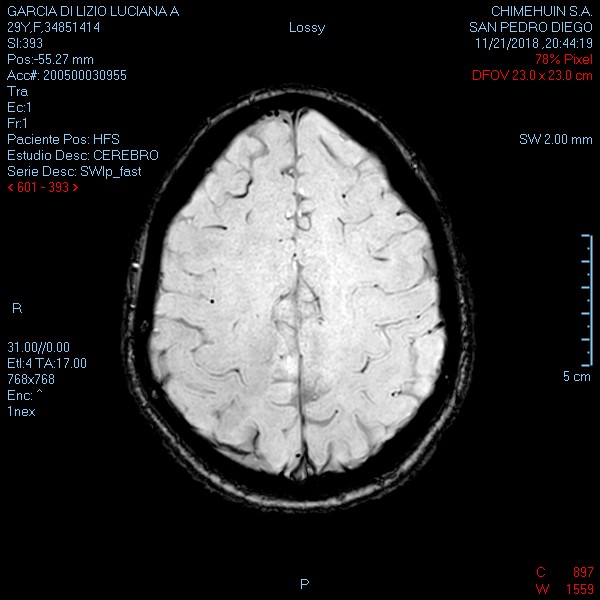 GARCIA DI LIZIO LUCIANA A
29Y,F,34851414
Sl:393
Pos:-55.27 mm
Acc#: 200500030955
Tra
Ec:1
Fr:1
Paciente Pos: HFS
Estudio Desc: CEREBRO
Serie Desc: SWIp_fast
< 601 - 393 >
Lossy
CHIMEHUIN S.A.
SAN PEDRO DIEGO
11/21/2018 ,20:44:19
78% Pixel
DFOV 23.0 x 23.0 cm
SW 2.00 mm
R
31.00//0.00
Etl:4 TA:17.00
768x768
Enc: ^
1nex
5 cm
P
C 897
W 1559